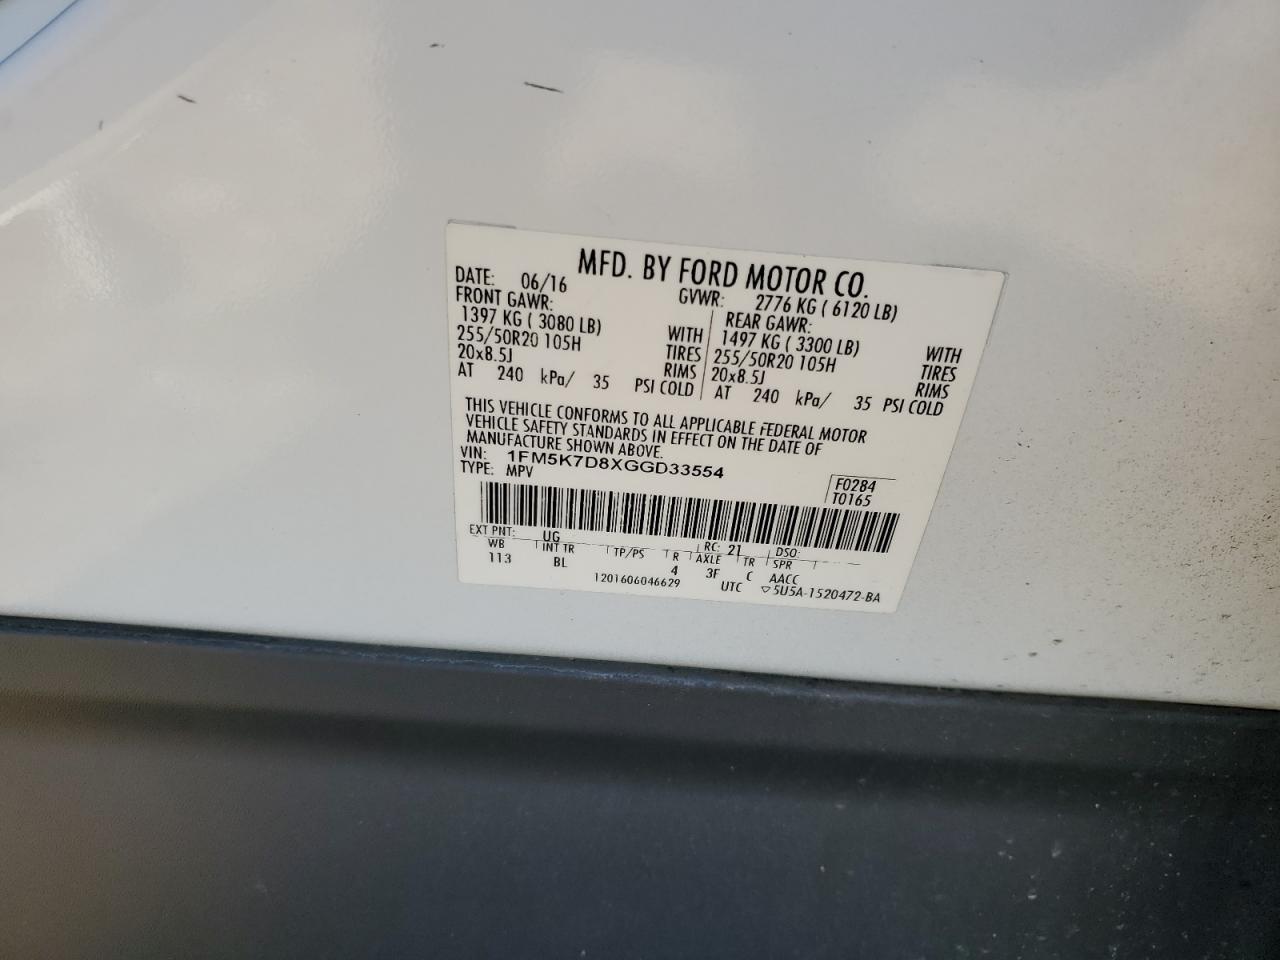 MFD. BY FORD MOTOR CO.
DATE: 06/16 GVWR: 2776 KG ( 6120 LB)
FRONT GAWR: REAR GAWR:
1397 KG ( 3080 LB) WITH 1497 KG ( 3300 LB) WITH
255/50R20 105H TIRES 255/50R20 105H TIRES
20x8.5J RIMS 20x8.5J RIMS
AT 240 kPa/ 35 PSI COLD AT 240 kPa/ 35 PSI COLD
THIS VEHICLE CONFORMS TO ALL APPLICABLE FEDERAL MOTOR
VEHICLE SAFETY STANDARDS IN EFFECT ON THE DATE OF
MANUFACTURE SHOWN ABOVE.
VIN: 1FM5K7D8XGGD33554
TYPE: MPV
F0284
T0165
EXT PNT: UG RC: 21 DSO:
WB INT TR TP/PS R AXLE TR SPR
113 BL 4 3F C AACC
1201606046629 UTC ▽5U5A-1520472-BA